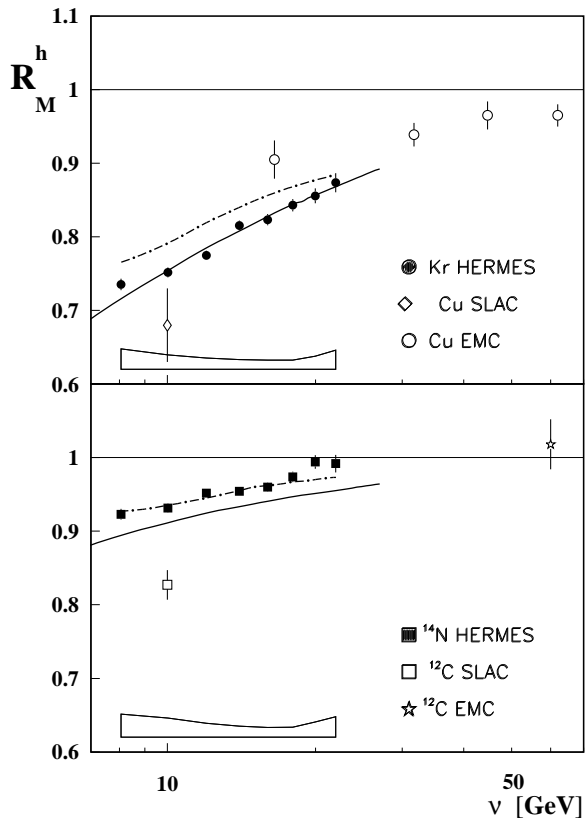 1.1
R_M^h
1
0.9
0.8
0.7
0.6
Kr HERMES
Cu SLAC
Cu EMC
1
0.9
0.8
0.7
0.6
¹⁴N HERMES
¹²C SLAC
¹²C EMC
10
50
ν [GeV]